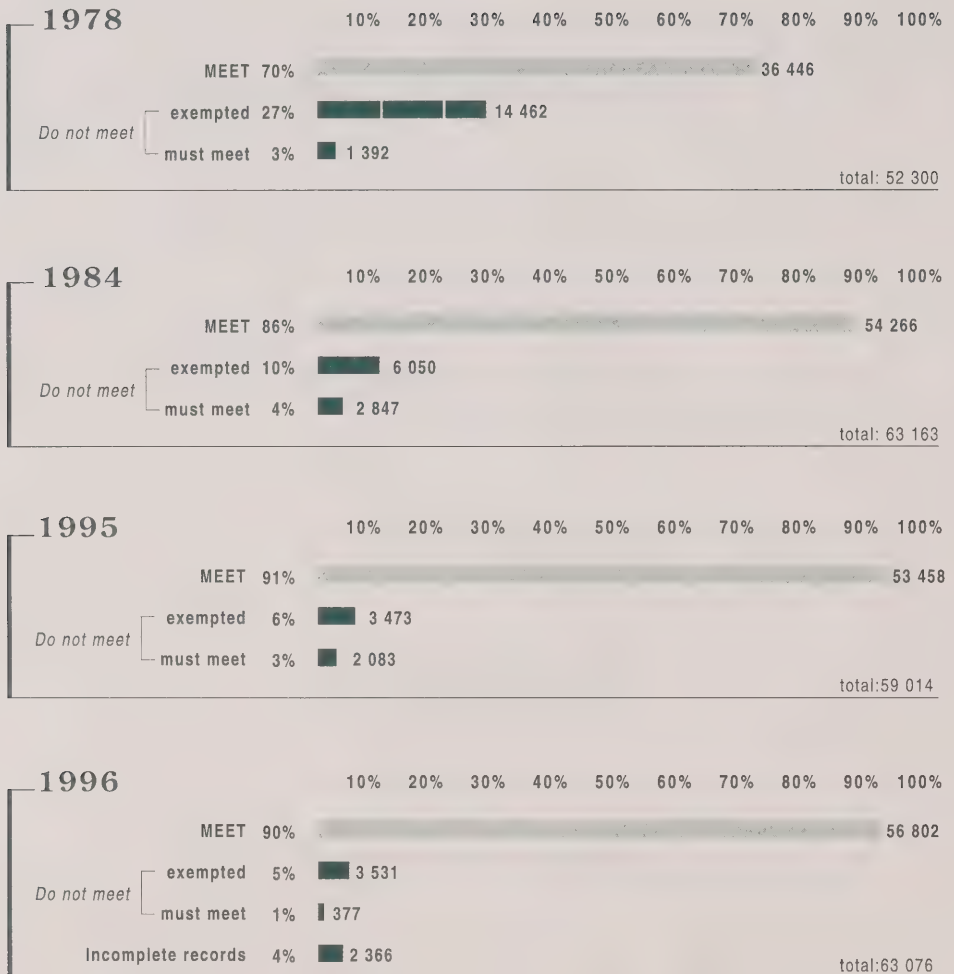 1978 10% 20% 30% 40% 50% 60% 70% 80% 90% 100%
MEET 70% 36 446
exempted 27% 14 462
Do not meet
must meet 3% 1 392
total: 52 300
1984 10% 20% 30% 40% 50% 60% 70% 80% 90% 100%
MEET 86% 54 266
exempted 10% 6 050
Do not meet
must meet 4% 2 847
total: 63 163
1995 10% 20% 30% 40% 50% 60% 70% 80% 90% 100%
MEET 91% 53 458
exempted 6% 3 473
Do not meet
must meet 3% 2 083
total:59 014
1996 10% 20% 30% 40% 50% 60% 70% 80% 90% 100%
MEET 90% 56 802
exempted 5% 3 531
Do not meet
must meet 1% 377
Incomplete records 4% 2 366
total:63 076